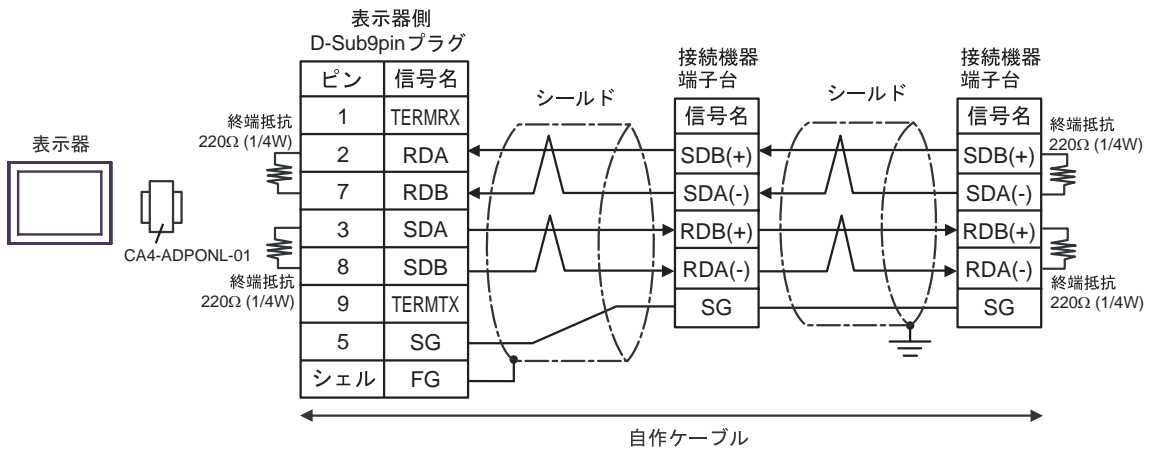 表示器側
D-Sub9pinプラグ
ピン 信号名
1 TERMRX
2 RDA
7 RDB
3 SDA
8 SDB
9 TERMTX
5 SG
シェル FG
表示器
CA4-ADPONL-01
終端抵抗
220Ω (1/4W)
終端抵抗
220Ω (1/4W)
シールド
接続機器
端子台
信号名
SDB(+)
SDA(-)
RDB(+)
RDA(-)
SG
シールド
接続機器
端子台
信号名
SDB(+)
SDA(-)
RDB(+)
RDA(-)
SG
終端抵抗
220Ω (1/4W)
終端抵抗
220Ω (1/4W)
自作ケーブル